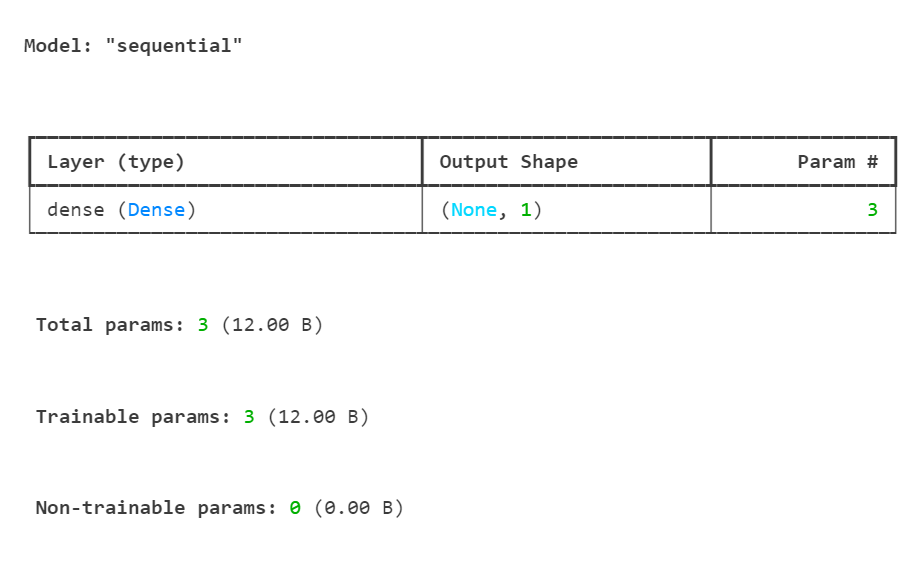 Model: "sequential"
Layer (type) Output Shape Param #
dense (Dense) (None, 1) 3
Total params: 3 (12.00 B)
Trainable params: 3 (12.00 B)
Non-trainable params: 0 (0.00 B)